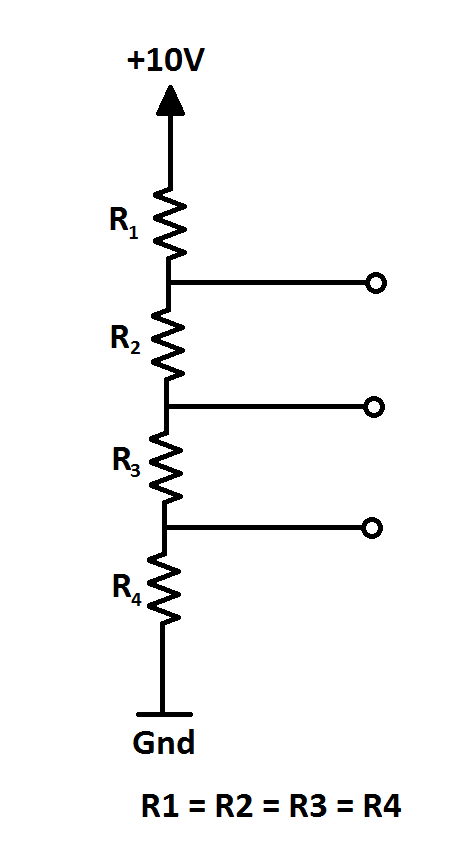 +10V
R1
R2
R3
R4
Gnd
R1 = R2 = R3 = R4